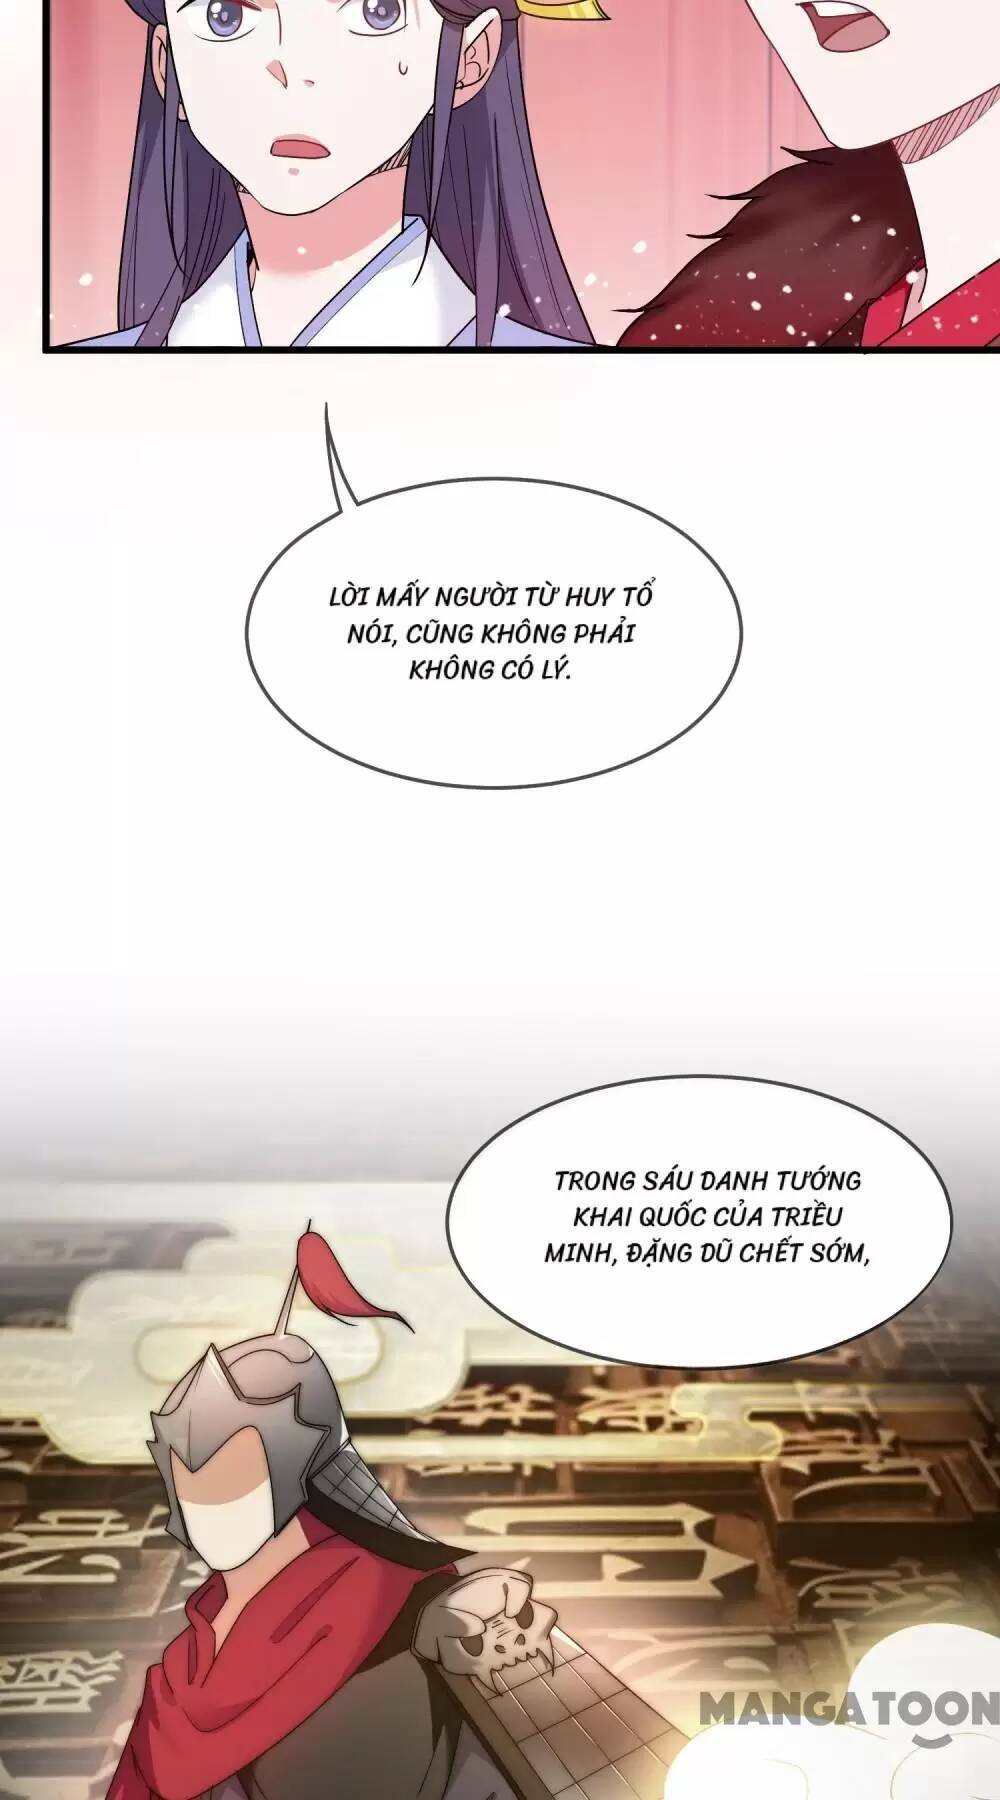 LỜI MẤY NGƯỜI TỪ HUY TỔ
NÓI, CŨNG KHÔNG PHẢI
KHÔNG CÓ LÝ.
TRONG SÁU DANH TƯỚNG
KHAI QUỐC CỦA TRIỀU
MINH, ĐẶNG DŨ CHẾT SỚM,
MANGATOON